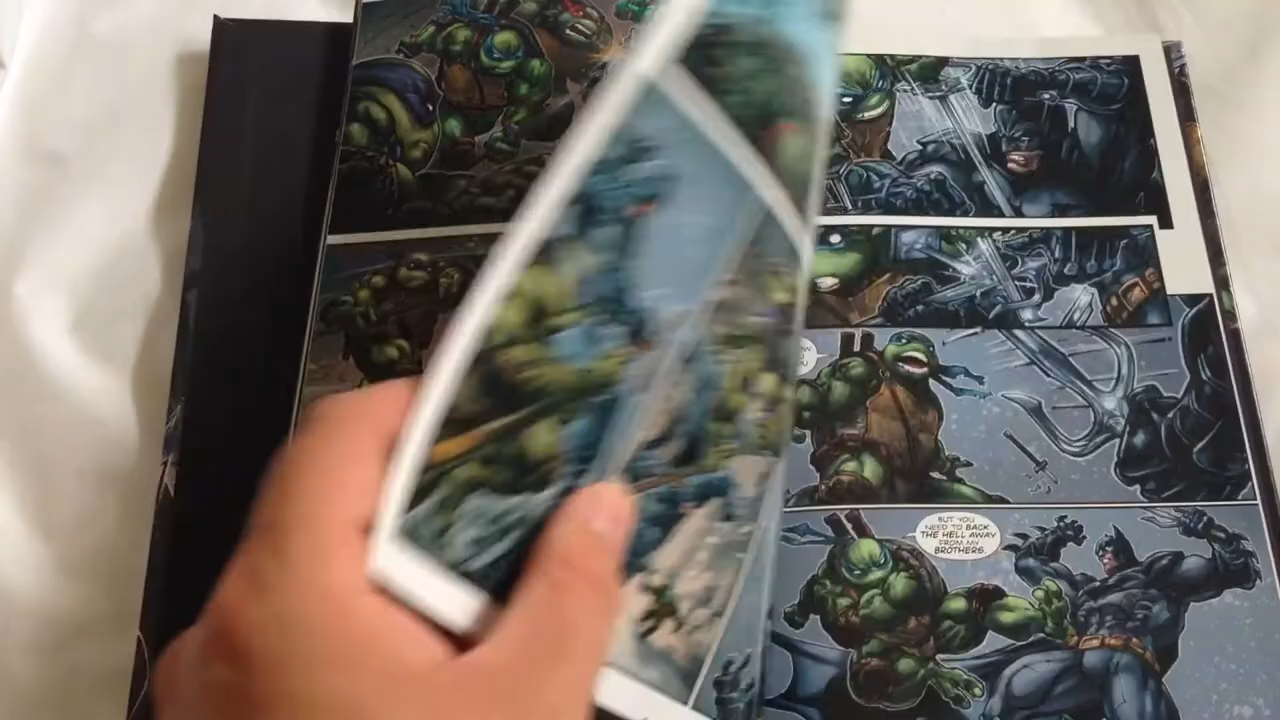 BUT YOU
NEED TO BACK
THE HELL AWAY
FROM MY
BROTHERS.